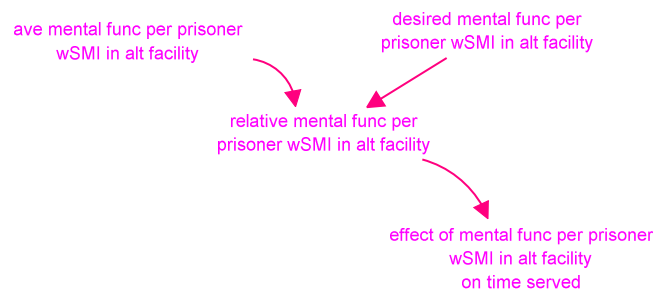 ave mental func per prisoner
wSMI in alt facility
desired mental func per
prisoner wSMI in alt facility
relative mental func per
prisoner wSMI in alt facility
effect of mental func per prisoner
wSMI in alt facility
on time served